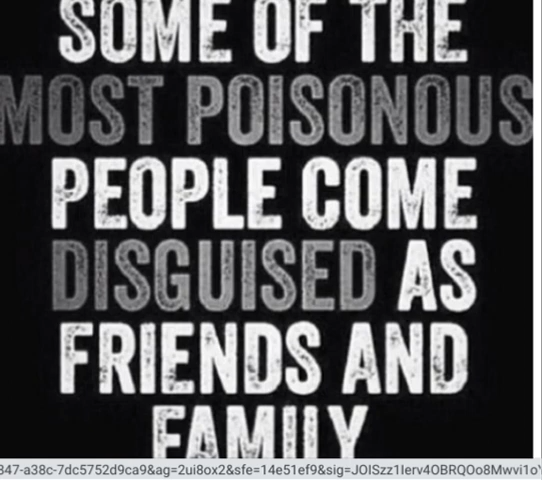 SOME OF THE
MOST POISONOUS
PEOPLE COME
DISGUISED AS
FRIENDS AND
FAMILY